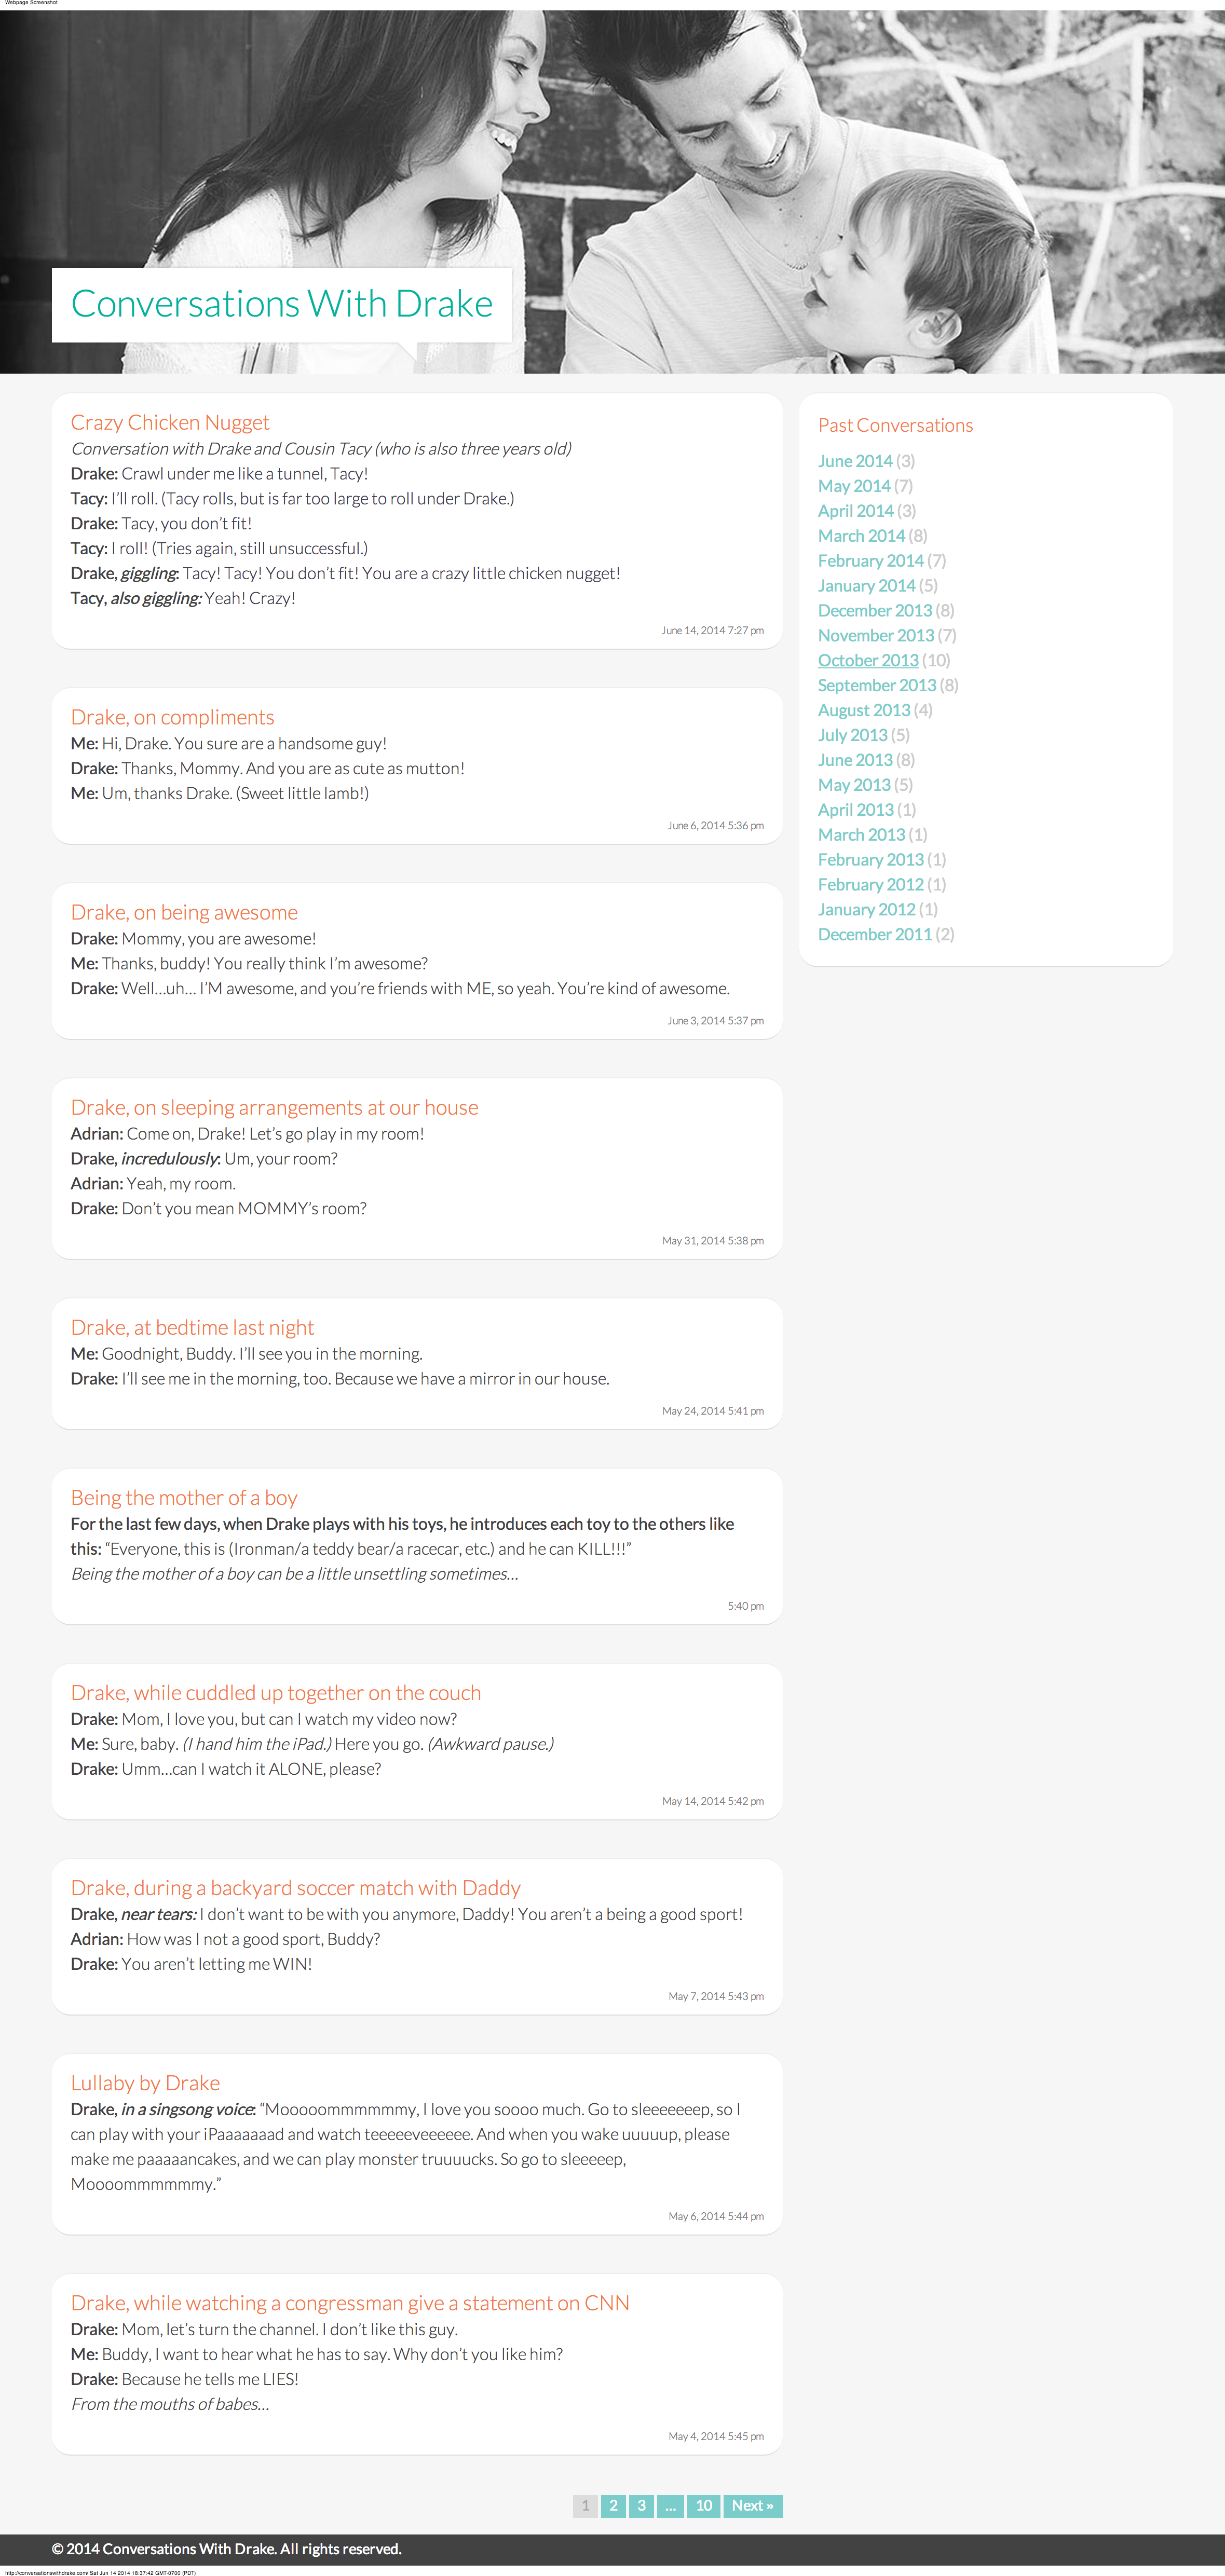 Webpage Screenshot
Conversations With Drake
Crazy Chicken Nugget
Conversation with Drake and Cousin Tacy (who is also three years old)
Drake: Crawl under me like a tunnel, Tacy!
Tacy: I'll roll. (Tacy rolls, but is far too large to roll under Drake.)
Drake: Tacy, you don't fit!
Tacy: I roll! (Tries again, still unsuccessful.)
Drake, giggling: Tacy! Tacy! You don't fit! You are a crazy little chicken nugget!
Tacy, also giggling: Yeah! Crazy!
June 14, 2014 7:27 pm
Drake, on compliments
Me: Hi, Drake. You sure are a handsome guy!
Drake: Thanks, Mommy. And you are as cute as mutton!
Me: Um, thanks Drake. (Sweet little lamb!)
June 6, 2014 5:36 pm
Drake, on being awesome
Drake: Mommy, you are awesome!
Me: Thanks, buddy! You really think I'm awesome?
Drake: Well…uh… I'M awesome, and you're friends with ME, so yeah. You're kind of awesome.
June 3, 2014 5:37 pm
Drake, on sleeping arrangements at our house
Adrian: Come on, Drake! Let's go play in my room!
Drake, incredulously: Um, your room?
Adrian: Yeah, my room.
Drake: Don't you mean MOMMY's room?
May 31, 2014 5:38 pm
Drake, at bedtime last night
Me: Goodnight, Buddy. I'll see you in the morning.
Drake: I'll see me in the morning, too. Because we have a mirror in our house.
May 24, 2014 5:41 pm
Being the mother of a boy
For the last few days, when Drake plays with his toys, he introduces each toy to the others like
this: “Everyone, this is (Ironman/a teddy bear/a racecar, etc.) and he can KILL!!!”
Being the mother of a boy can be a little unsettling sometimes…
5:40 pm
Drake, while cuddled up together on the couch
Drake: Mom, I love you, but can I watch my video now?
Me: Sure, baby. (I hand him the iPad.) Here you go. (Awkward pause.)
Drake: Umm…can I watch it ALONE, please?
May 14, 2014 5:42 pm
Drake, during a backyard soccer match with Daddy
Drake, near tears: I don't want to be with you anymore, Daddy! You aren't a being a good sport!
Adrian: How was I not a good sport, Buddy?
Drake: You aren't letting me WIN!
May 7, 2014 5:43 pm
Lullaby by Drake
Drake, in a singsong voice: “Mooooommmmmmy, I love you soooo much. Go to sleeeeeeep, so I
can play with your iPaaaaaaad and watch teeeeeveeeeee. And when you wake uuuuup, please
make me paaaaancakes, and we can play monster truuuucks. So go to sleeeeep,
Moooommmmmmy.”
May 6, 2014 5:44 pm
Drake, while watching a congressman give a statement on CNN
Drake: Mom, let's turn the channel. I don't like this guy.
Me: Buddy, I want to hear what he has to say. Why don't you like him?
Drake: Because he tells me LIES!
From the mouths of babes…
May 4, 2014 5:45 pm
1 2 3 … 10 Next »
Past Conversations
June 2014 (3)
May 2014 (7)
April 2014 (3)
March 2014 (8)
February 2014 (7)
January 2014 (5)
December 2013 (8)
November 2013 (7)
October 2013 (10)
September 2013 (8)
August 2013 (4)
July 2013 (5)
June 2013 (8)
May 2013 (5)
April 2013 (1)
March 2013 (1)
February 2013 (1)
February 2012 (1)
January 2012 (1)
December 2011 (2)
© 2014 Conversations With Drake. All rights reserved.
http://conversationswithdrake.com/ Sat Jun 14 2014 16:37:42 GMT-0700 (PDT)